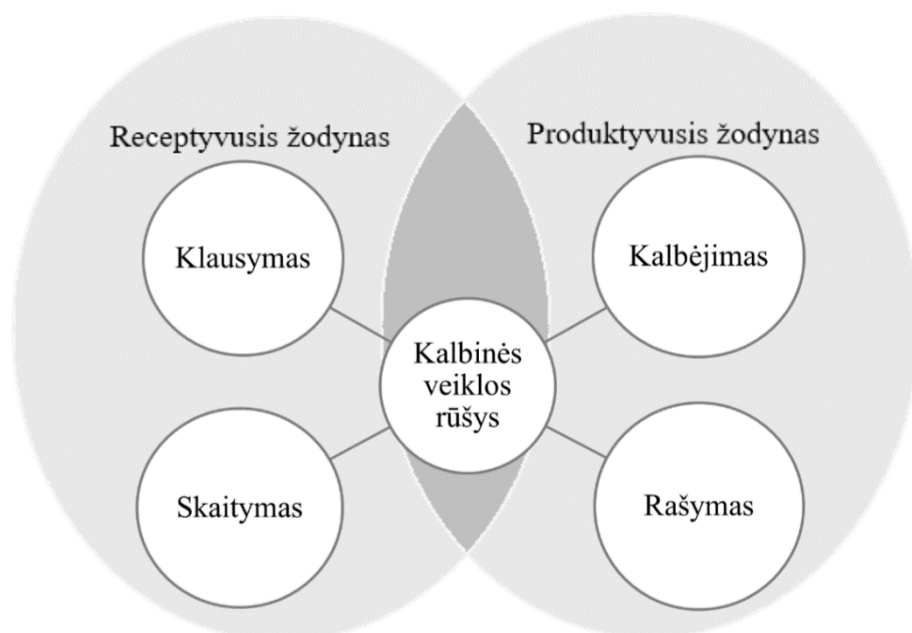 Receptyvusis žodynas
Produktyvusis žodynas
Klausymas
Kalbėjimas
Kalbinės
veiklos
rūšys
Skaitymas
Rašymas